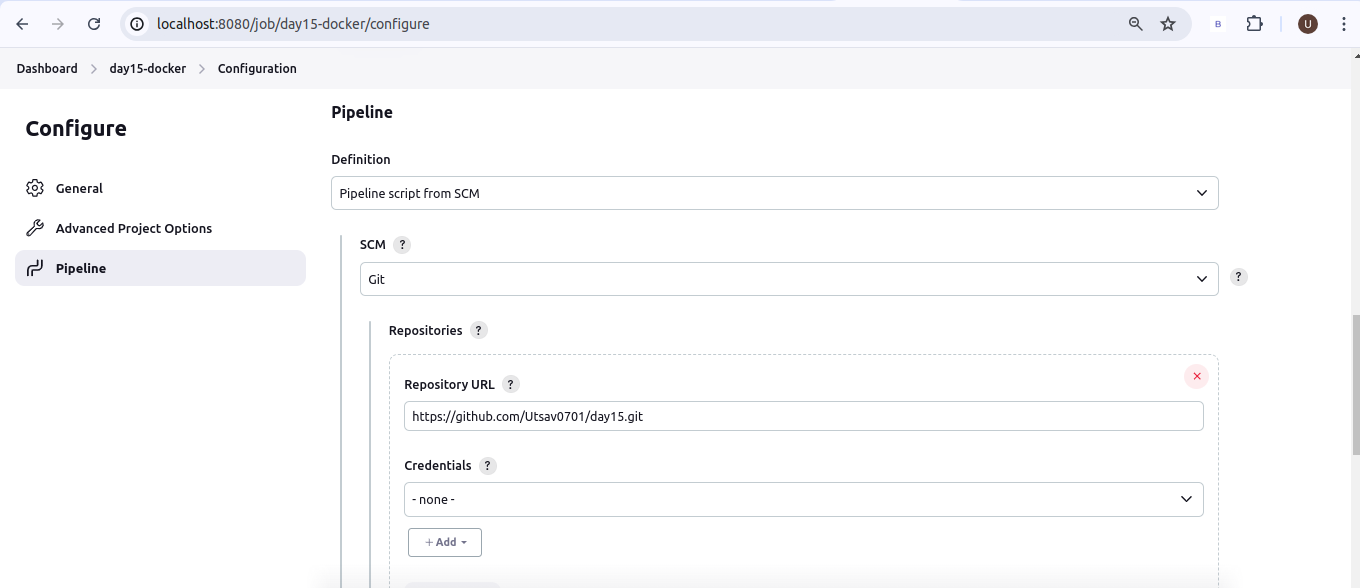 localhost:8080/job/day15-docker/configure
B
U
Dashboard > day15-docker > Configuration
Configure
General
Advanced Project Options
Pipeline
Pipeline
Definition
Pipeline script from SCM
SCM ?
Git
?
Repositories ?
Repository URL ?
https://github.com/Utsav0701/day15.git
Credentials ?
- none -
+ Add